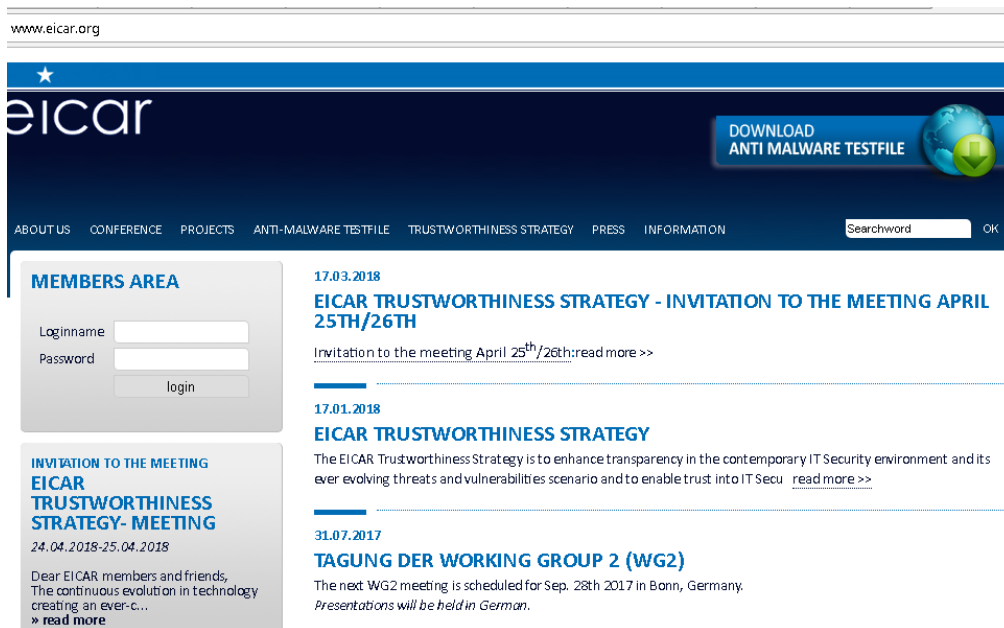 www.eicar.org
eicar
DOWNLOAD
ANTI MALWARE TESTFILE
ABOUT US CONFERENCE PROJECTS ANTI-MALWARE TESTFILE TRUSTWORTHINESS STRATEGY PRESS INFORMATION Searchword OK
MEMBERS AREA
Loginname
Password
login
INVITATION TO THE MEETING
EICAR
TRUSTWORTHINESS
STRATEGY- MEETING
24.04.2018-25.04.2018
Dear EICAR members and friends,
The continuous evolution in technology
creating an ever-c...
» read more
17.03.2018
EICAR TRUSTWORTHINESS STRATEGY - INVITATION TO THE MEETING APRIL
25TH/26TH
Invitation to the meeting April 25th/26th:read more >>
17.01.2018
EICAR TRUSTWORTHINESS STRATEGY
The EICAR Trustworthiness Strategy is to enhance transparency in the contemporary IT Security environment and its
ever evolving threats and vulnerabilities scenario and to enable trust into IT Secu read more >>
31.07.2017
TAGUNG DER WORKING GROUP 2 (WG2)
The next WG2 meeting is scheduled for Sep. 28th 2017 in Bonn, Germany.
Presentations will be held in German.